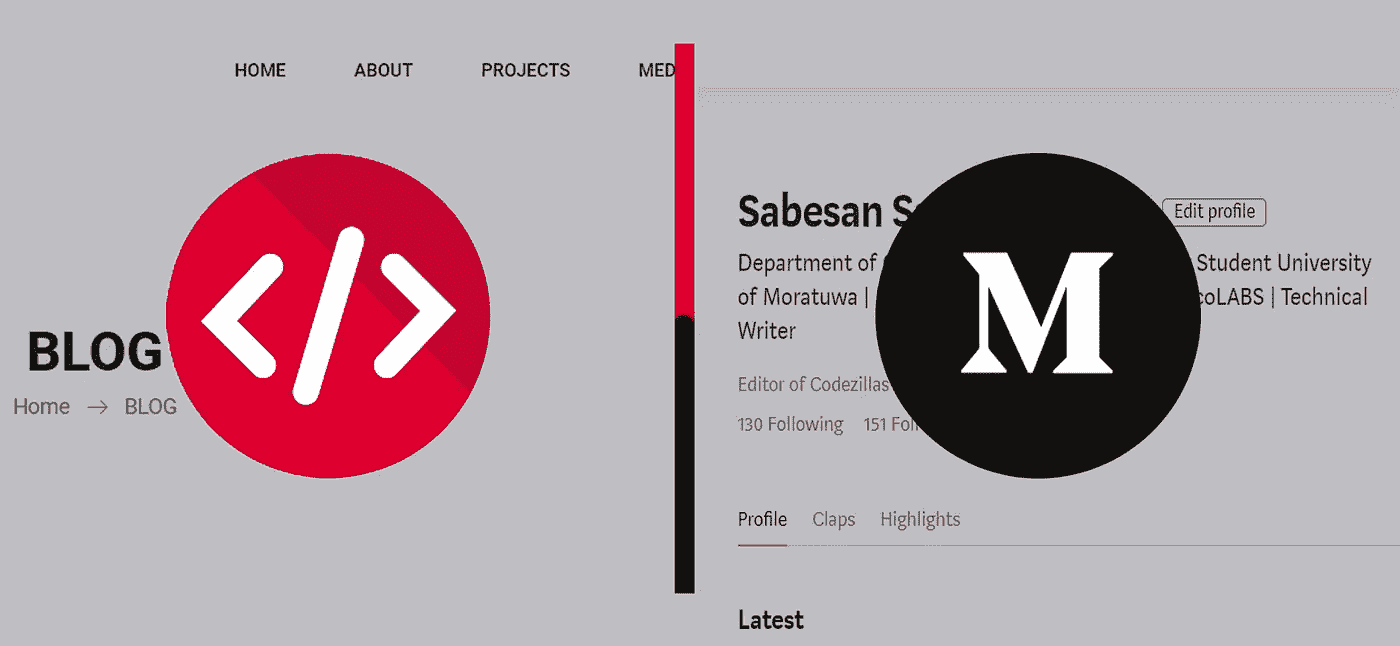 HOME ABOUT PROJECTS MED
BLOG
Home → BLOG
</>
Sabesan
Edit profile
Department of Student University
of Moratuwa | coLABS | Technical
Writer
Editor of Codezillas
130 Following 151
M
Profile Claps Highlights
Latest